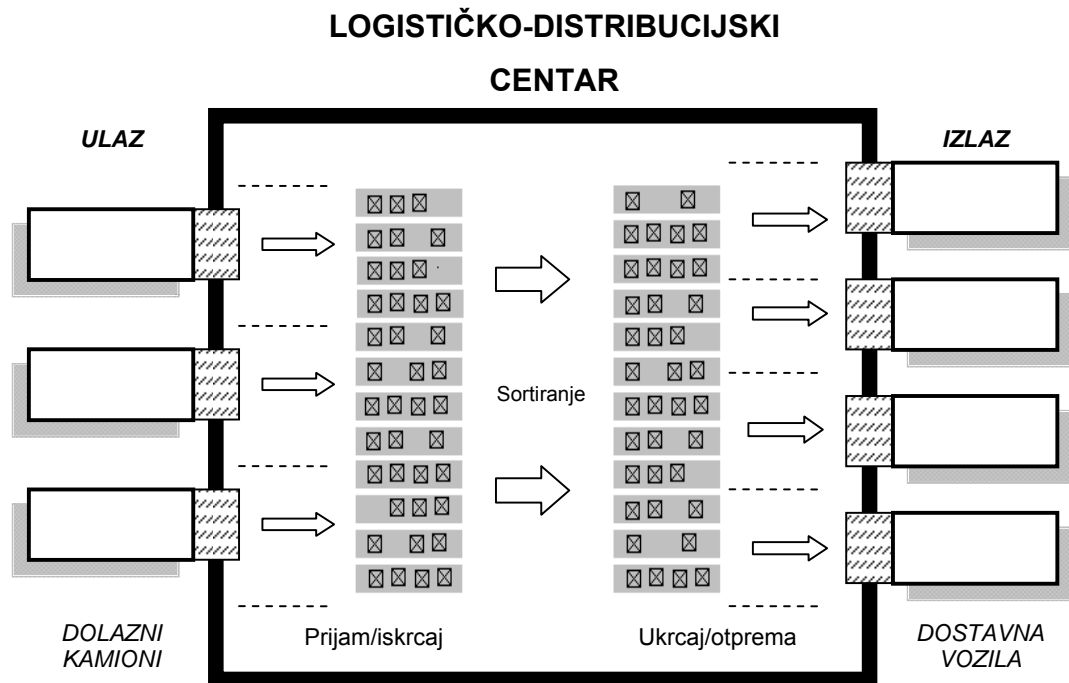 LOGISTIČKO-DISTRIBUCIJSKI
CENTAR
ULAZ
IZLAZ
Sortiranje
DOLAZNI
KAMIONI
Prijam/iskrcaj
Ukrcaj/otprema
DOSTAVNA
VOZILA